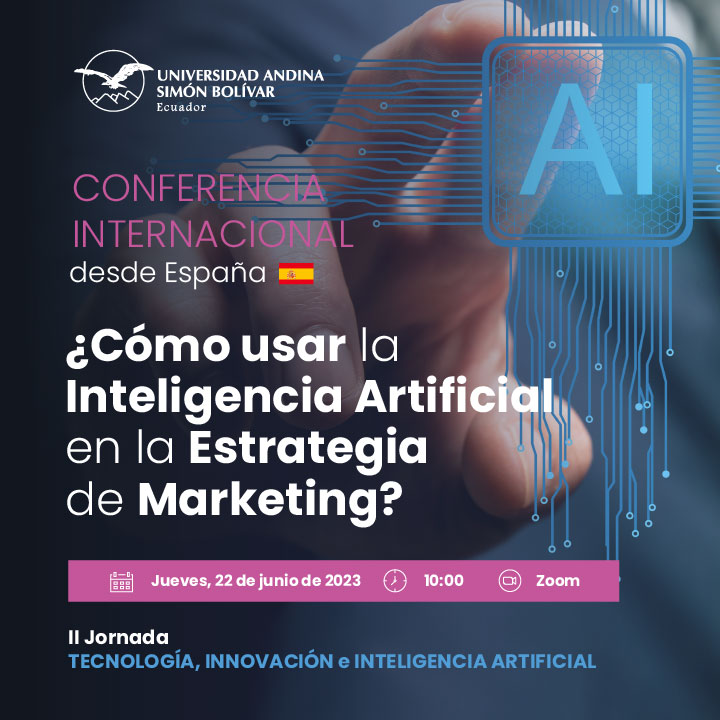 UNIVERSIDAD ANDINA
SIMÓN BOLÍVAR
Ecuador
AI
CONFERENCIA
INTERNACIONAL
desde España
¿Cómo usar la
Inteligencia Artificial
en la Estrategia
de Marketing?
Jueves, 22 de junio de 2023 10:00 Zoom
II Jornada
TECNOLOGÍA, INNOVACIÓN e INTELIGENCIA ARTIFICIAL